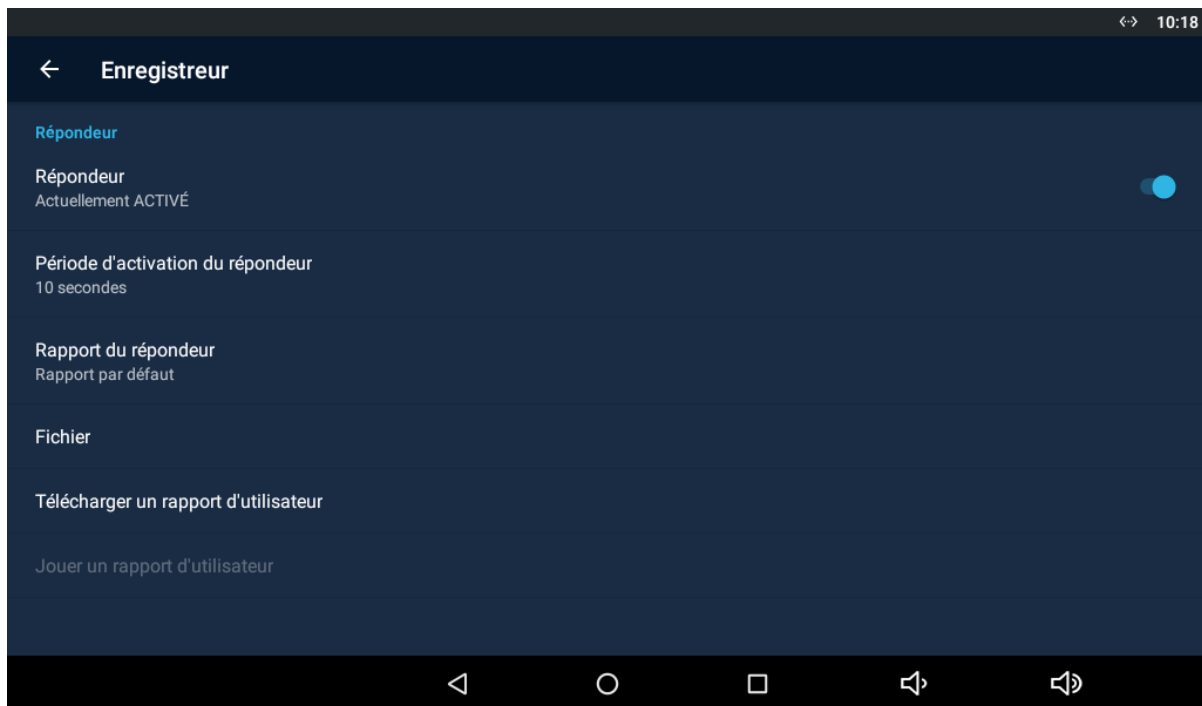 10:18
Enregistreur
Répondeur
Répondeur
Actuellement ACTIVÉ
Période d'activation du répondeur
10 secondes
Rapport du répondeur
Rapport par défaut
Fichier
Télécharger un rapport d'utilisateur
Jouer un rapport d'utilisateur